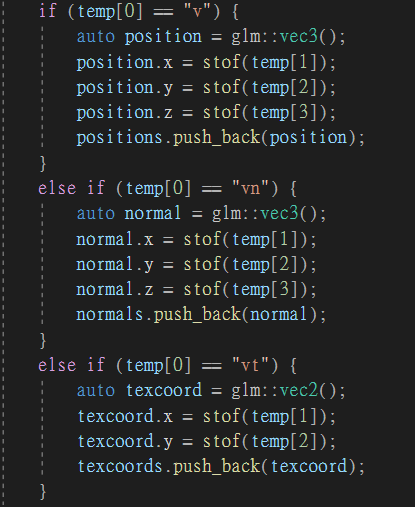 if (temp[0] == "v") {
auto position = glm::vec3();
position.x = stof(temp[1]);
position.y = stof(temp[2]);
position.z = stof(temp[3]);
positions.push_back(position);
}
else if (temp[0] == "vn") {
auto normal = glm::vec3();
normal.x = stof(temp[1]);
normal.y = stof(temp[2]);
normal.z = stof(temp[3]);
normals.push_back(normal);
}
else if (temp[0] == "vt") {
auto texcoord = glm::vec2();
texcoord.x = stof(temp[1]);
texcoord.y = stof(temp[2]);
texcoords.push_back(texcoord);
}